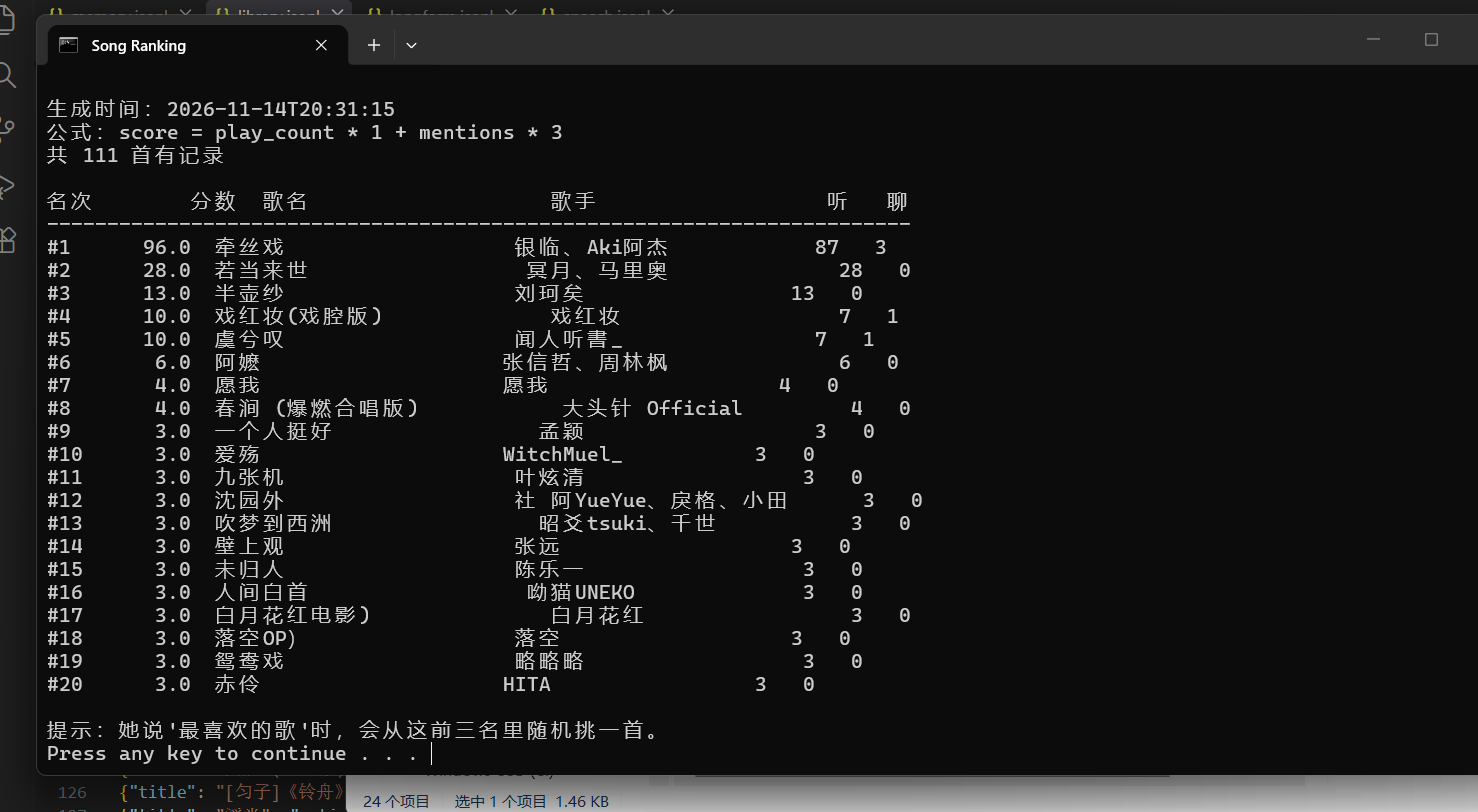 Song Ranking
生成时间: 2026-11-14T20:31:15
公式: score = play_count * 1 + mentions * 3
共 111 首有记录
名次 分数 歌名 歌手 听 聊
------------------------------------------------------------------------
#1 96.0 牵丝戏 银临、Aki阿杰 87 3
#2 28.0 若当来世 冥月、马里奥 28 0
#3 13.0 半壶纱 刘珂矣 13 0
#4 10.0 戏红妆(戏腔版) 戏红妆 7 1
#5 10.0 虞兮叹 闻人听書_ 7 1
#6 6.0 阿嬷 张信哲、周林枫 6 0
#7 4.0 愿我 愿我 4 0
#8 4.0 春涧 (爆燃合唱版) 大头针 Official 4 0
#9 3.0 一个人挺好 孟颖 3 0
#10 3.0 爱殇 WitchMuel_ 3 0
#11 3.0 九张机 叶炫清 3 0
#12 3.0 沈园外 社 阿YueYue、戾格、小田 3 0
#13 3.0 吹梦到西洲 昭爻tsuki、千世 3 0
#14 3.0 壁上观 张远 3 0
#15 3.0 未归人 陈乐一 3 0
#16 3.0 人间白首 呦猫UNEKO 3 0
#17 3.0 白月花红电影) 白月花红 3 0
#18 3.0 落空OP) 落空 3 0
#19 3.0 鸳鸯戏 略略略 3 0
#20 3.0 赤伶 HITA 3 0
提示: 她说'最喜欢的歌'时, 会从这前三名里随机挑一首。
Press any key to continue . . .
126 {"title": "[匀子]《铃舟》
24 个项目 选中 1 个项目 1.46 KB